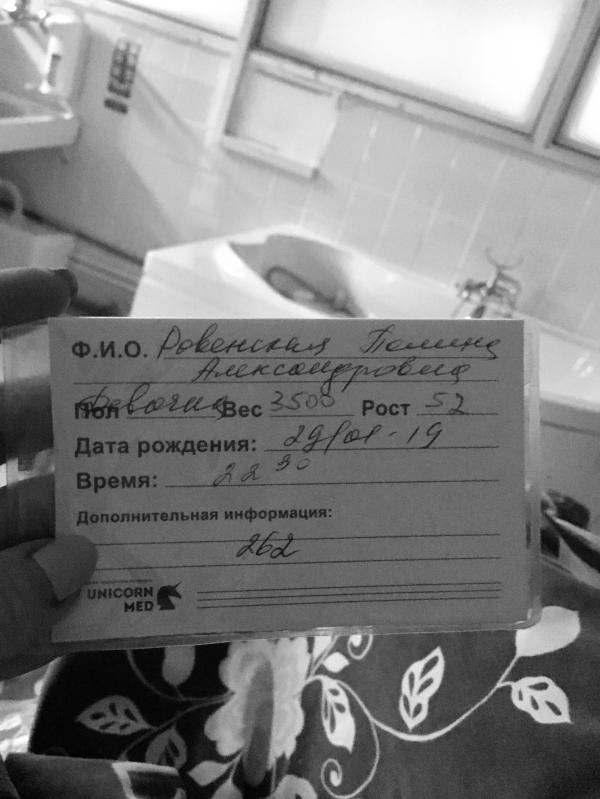 Ф.И.О. Ровенская Полина
Александровна
Пол Девочка Вес 3500 Рост 52
Дата рождения: 29/01-19
Время: 22 30
Дополнительная информация:
262
UNICORN
MED